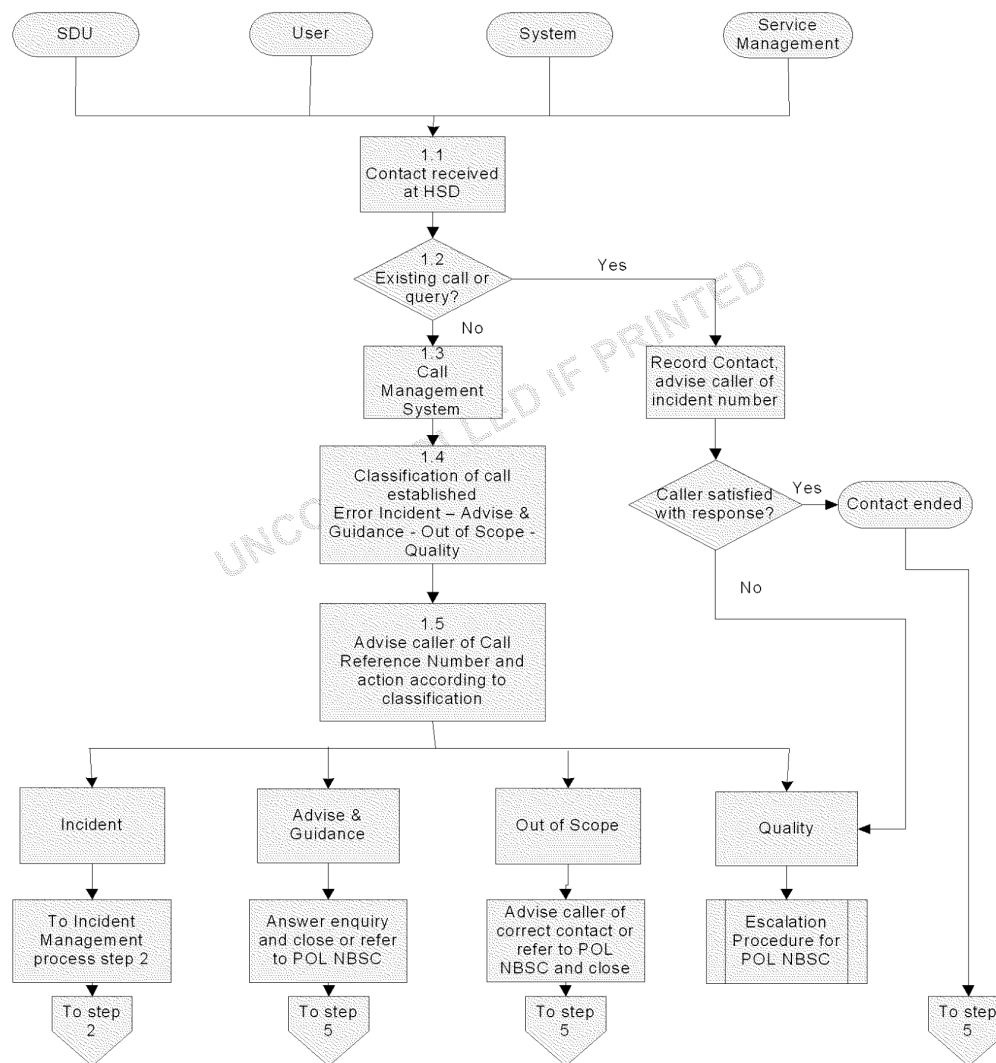 SDU
User
System
Service
Management
1.1
Contact received
at HSD
1.2
Existing call or
query?
Yes
No
1.3
Call
Management
System
Record Contact,
advise caller of
incident number
1.4
Classification of call
established
Error Incident – Advise &
Guidance - Out of Scope -
Quality
Caller satisfied
with response?
Yes
Contact ended
No
1.5
Advise caller of Call
Reference Number and
action according to
classification
Incident
Advise &
Guidance
Out of Scope
Quality
To Incident
Management
process step 2
Answer enquiry
and close or refer
to POL NBSC
Advise caller of
correct contact or
refer to POL
NBSC and close
Escalation
Procedure for
POL NBSC
To step
2
To step
5
To step
5
To step
5
IF PRINTED